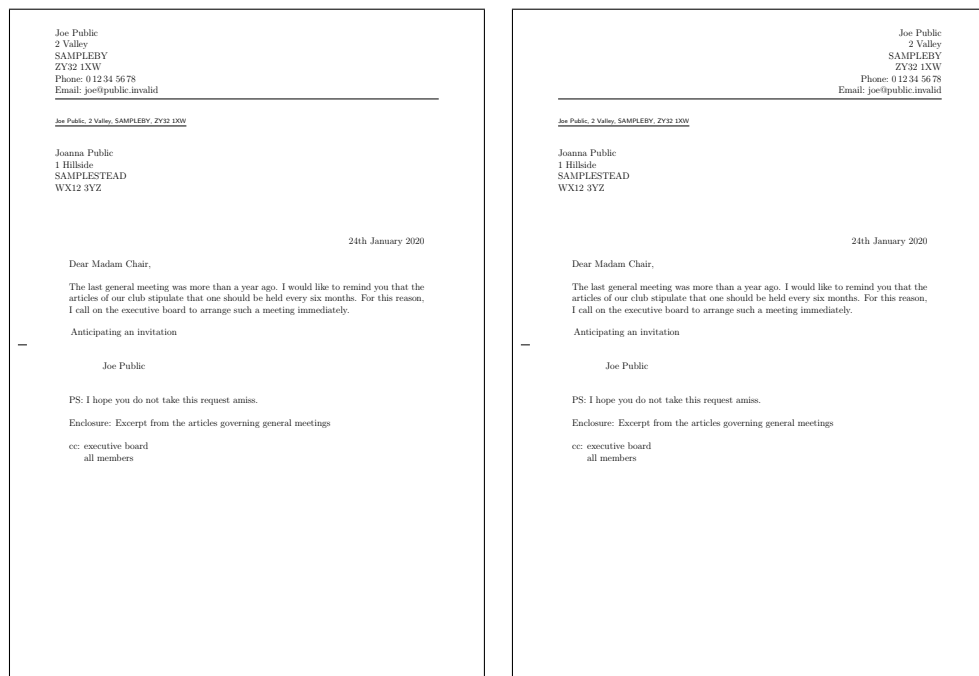 Joe Public
2 Valley
SAMPLEBY
ZY32 1XW
Phone: 0 12 34 56 78
Email: joe@public.invalid
Joe Public, 2 Valley, SAMPLEBY, ZY32 1XW
Joanna Public
1 Hillside
SAMPLESTEAD
WX12 3YZ
24th January 2020
Dear Madam Chair,
The last general meeting was more than a year ago. I would like to remind you that the
articles of our club stipulate that one should be held every six months. For this reason,
I call on the executive board to arrange such a meeting immediately.
Anticipating an invitation
Joe Public
PS: I hope you do not take this request amiss.
Enclosure: Excerpt from the articles governing general meetings
cc: executive board
all members
Joe Public
2 Valley
SAMPLEBY
ZY32 1XW
Phone: 0 12 34 56 78
Email: joe@public.invalid
Joe Public, 2 Valley, SAMPLEBY, ZY32 1XW
Joanna Public
1 Hillside
SAMPLESTEAD
WX12 3YZ
24th January 2020
Dear Madam Chair,
The last general meeting was more than a year ago. I would like to remind you that the
articles of our club stipulate that one should be held every six months. For this reason,
I call on the executive board to arrange such a meeting immediately.
Anticipating an invitation
Joe Public
PS: I hope you do not take this request amiss.
Enclosure: Excerpt from the articles governing general meetings
cc: executive board
all members